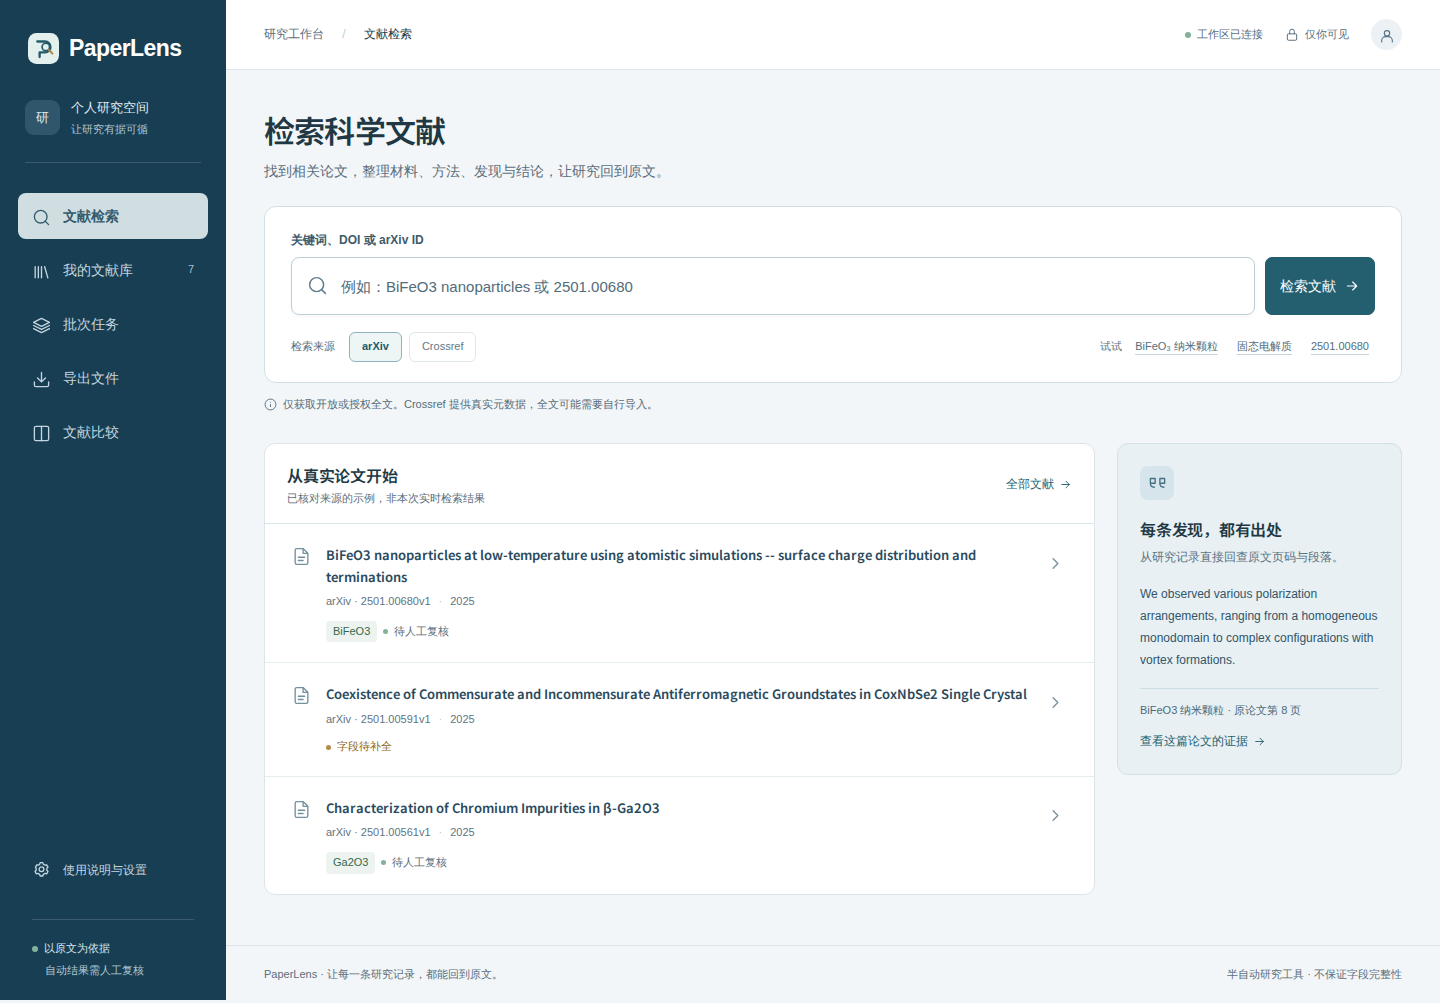 PaperLens
研
个人研究空间
让研究有据可循
文献检索
我的文献库 7
批次任务
导出文件
文献比较
使用说明与设置
以原文为依据
自动结果需人工复核
研究工作台 / 文献检索
工作区已连接
仅你可见
检索科学文献
找到相关论文，整理材料、方法、发现与结论，让研究回到原文。
关键词、DOI 或 arXiv ID
例如：BiFeO3 nanoparticles 或 2501.00680
检索文献
检索来源 arXiv Crossref
试试 BiFeO₃ 纳米颗粒 固态电解质 2501.00680
仅获取开放或授权全文。Crossref 提供真实元数据，全文可能需要自行导入。
从真实论文开始
已核对来源的示例，非本次实时检索结果
全部文献
BiFeO3 nanoparticles at low-temperature using atomistic simulations -- surface charge distribution and
terminations
arXiv · 2501.00680v1 · 2025
BiFeO3 待人工复核
Coexistence of Commensurate and Incommensurate Antiferromagnetic Groundstates in CoxNbSe2 Single Crystal
arXiv · 2501.00591v1 · 2025
字段待补全
Characterization of Chromium Impurities in β-Ga2O3
arXiv · 2501.00561v1 · 2025
Ga2O3 待人工复核
每条发现，都有出处
从研究记录直接回查原文页码与段落。
We observed various polarization
arrangements, ranging from a homogeneous
monodomain to complex configurations with
vortex formations.
BiFeO3 纳米颗粒 · 原论文第 8 页
查看这篇论文的证据
PaperLens · 让每一条研究记录，都能回到原文。
半自动研究工具 · 不保证字段完整性